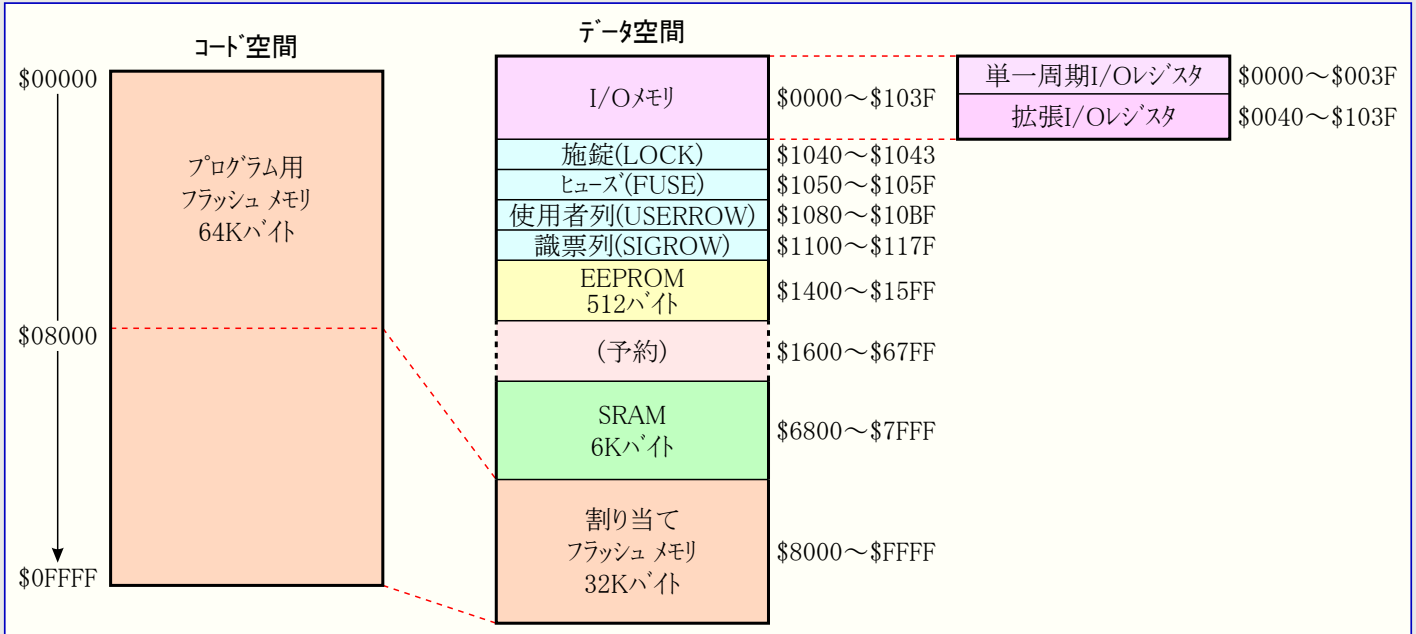 コード空間
$00000
プログラム用
フラッシュ メモリ
64Kバイト
$08000
$0FFFF
データ空間
I/Oメモリ
$0000～$103F
施錠(LOCK)
$1040～$1043
ヒューズ(FUSE)
$1050～$105F
使用者列(USERROW)
$1080～$10BF
識票列(SIGROW)
$1100～$117F
EEPROM
512バイト
$1400～$15FF
(予約)
$1600～$67FF
SRAM
6Kバイト
$6800～$7FFF
割り当て
フラッシュ メモリ
32Kバイト
$8000～$FFFF
単一周期I/Oレジスタ
$0000～$003F
拡張I/Oレジスタ
$0040～$103F